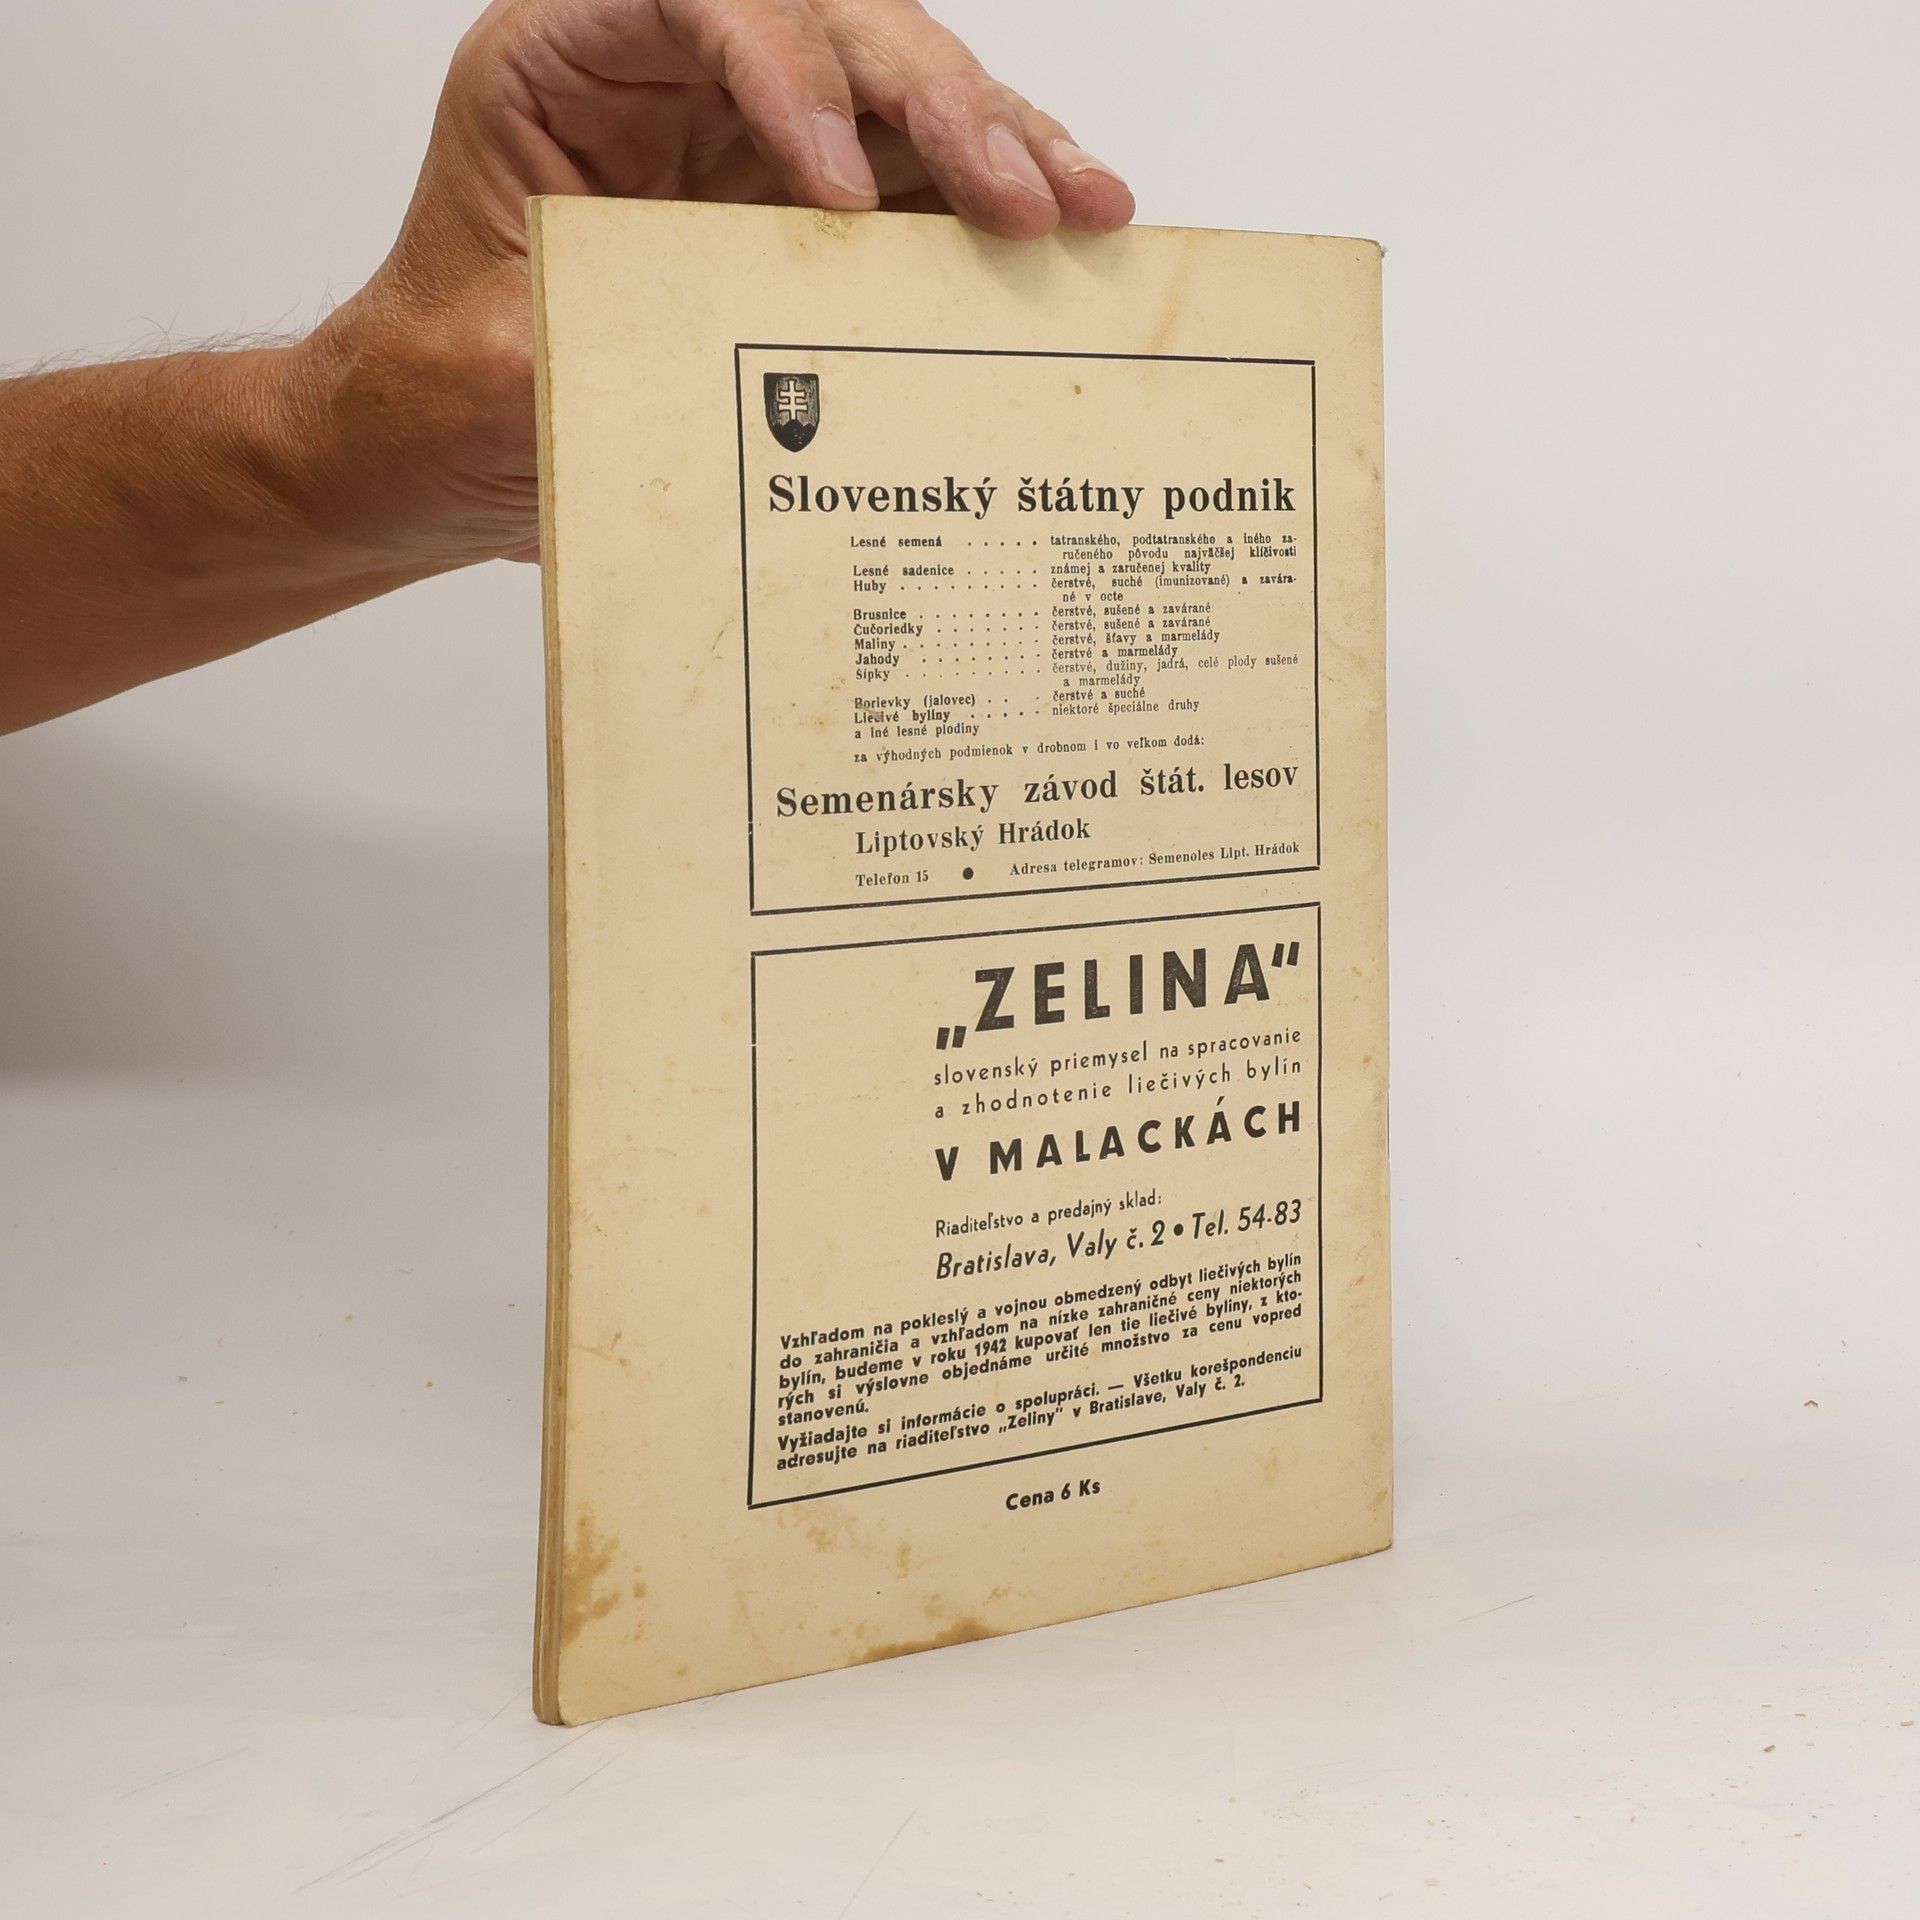 Slovenský štátny podnik
Lesné semená . . . . . tatranského, podtatranského a iného za-
ručeného pôvodu najväčšej klíčivosti
Lesné sadenice . . . . . známej a zaručenej kvality
Huby . . . . . . . . . čerstvé, suché (imunizované) a zavára-
né v octe
Brusnice . . . . . . . . čerstvé, sušené a zavárané
Čučoriedky . . . . . . . čerstvé, sušené a zavárané
Maliny . . . . . . . . . čerstvé, šťavy a marmelády
Jahody . . . . . . . . čerstvé a marmelády
Šípky . . . . . . . . . čerstvé, dužiny, jadrá, celé plody sušené
a marmelády
Borievky (jalovec) . . . čerstvé a suché
Liečivé byliny . . . . . niektoré špeciálne druhy
a iné lesné plodiny
za výhodných podmienok v drobnom i vo veľkom dodá:
Semenársky závod štát. lesov
Liptovský Hrádok
Telefon 15 ● Adresa telegramov: Semenoles Lipt. Hrádok
„ZELINA"
slovenský priemysel na spracovanie
a zhodnotenie liečivých bylín
V MALACKÁCH
Riaditeľstvo a predajný sklad:
Bratislava, Valy č. 2 • Tel. 54-83
Vzhľadom na pokleslý a vojnou obmedzený odbyt liečivých bylín
do zahraničia a vzhľadom na nízke zahraničné ceny niektorých
bylín, budeme v roku 1942 kupovať len tie liečivé byliny, z kto-
rých si výslovne objednáme určité množstvo za cenu vopred
stanovenú.
Vyžiadajte si informácie o spolupráci. — Všetku korešpondenciu
adresujte na riaditeľstvo „Zeliny" v Bratislave, Valy č. 2.
Cena 6 Ks